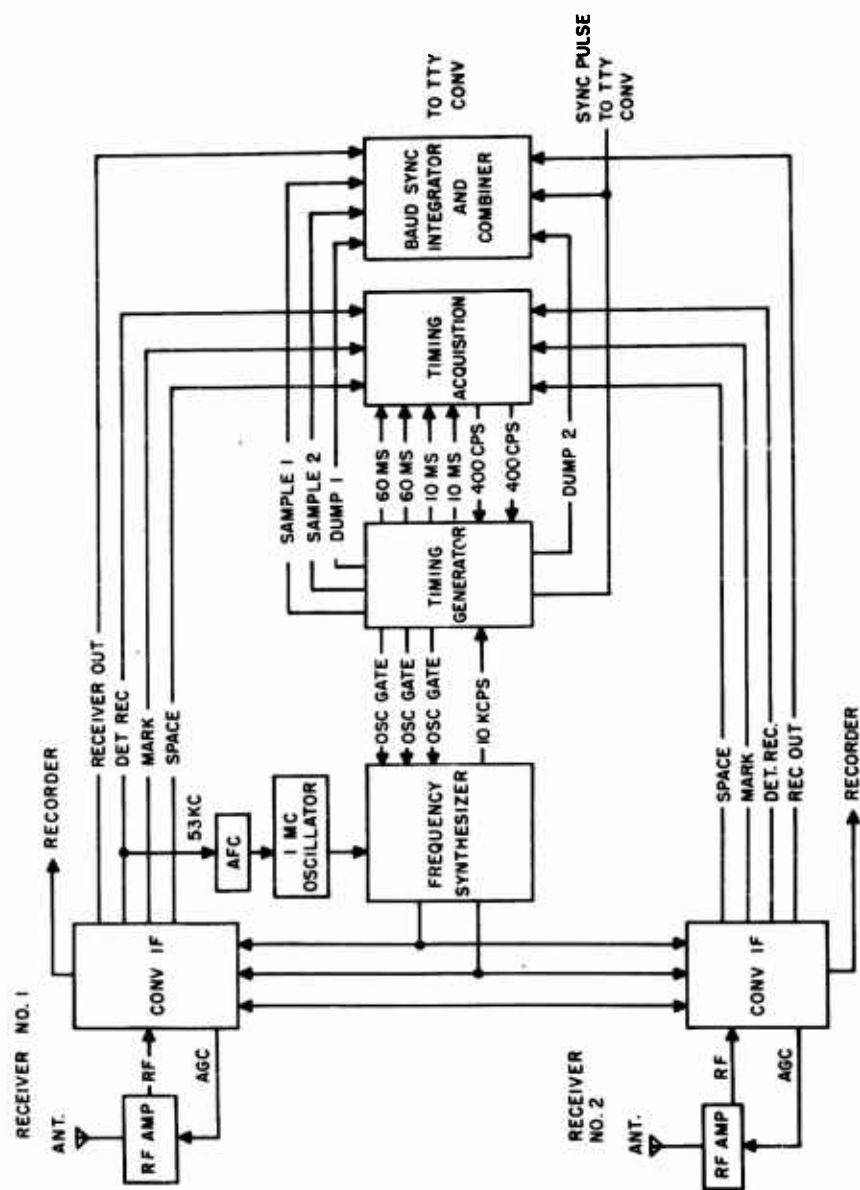 RECEIVER NO. 1
ANT.
RF AMP
RF
AGC
CONV IF
RECORDER
RECEIVER OUT
DET REC
MARK
SPACE
53KC
AFC
1 MC
OSCILLATOR
FREQUENCY
SYNTHESIZER
OSC GATE
OSC GATE
OSC GATE
10 KCPS
TIMING
GENERATOR
SAMPLE 1
SAMPLE 2
DUMP 1
60 MS
60 MS
10 MS
10 MS
400 CPS
400 CPS
DUMP 2
TIMING
ACQUISITION
BAUD SYNC
INTEGRATOR
AND
COMBINER
TO TTY
CONV
SYNC PULSE
TO TTY
CONV
RECEIVER
NO. 2
ANT.
RF AMP
RF
AGC
CONV IF
SPACE
MARK
DET. REC.
REC OUT
RECORDER